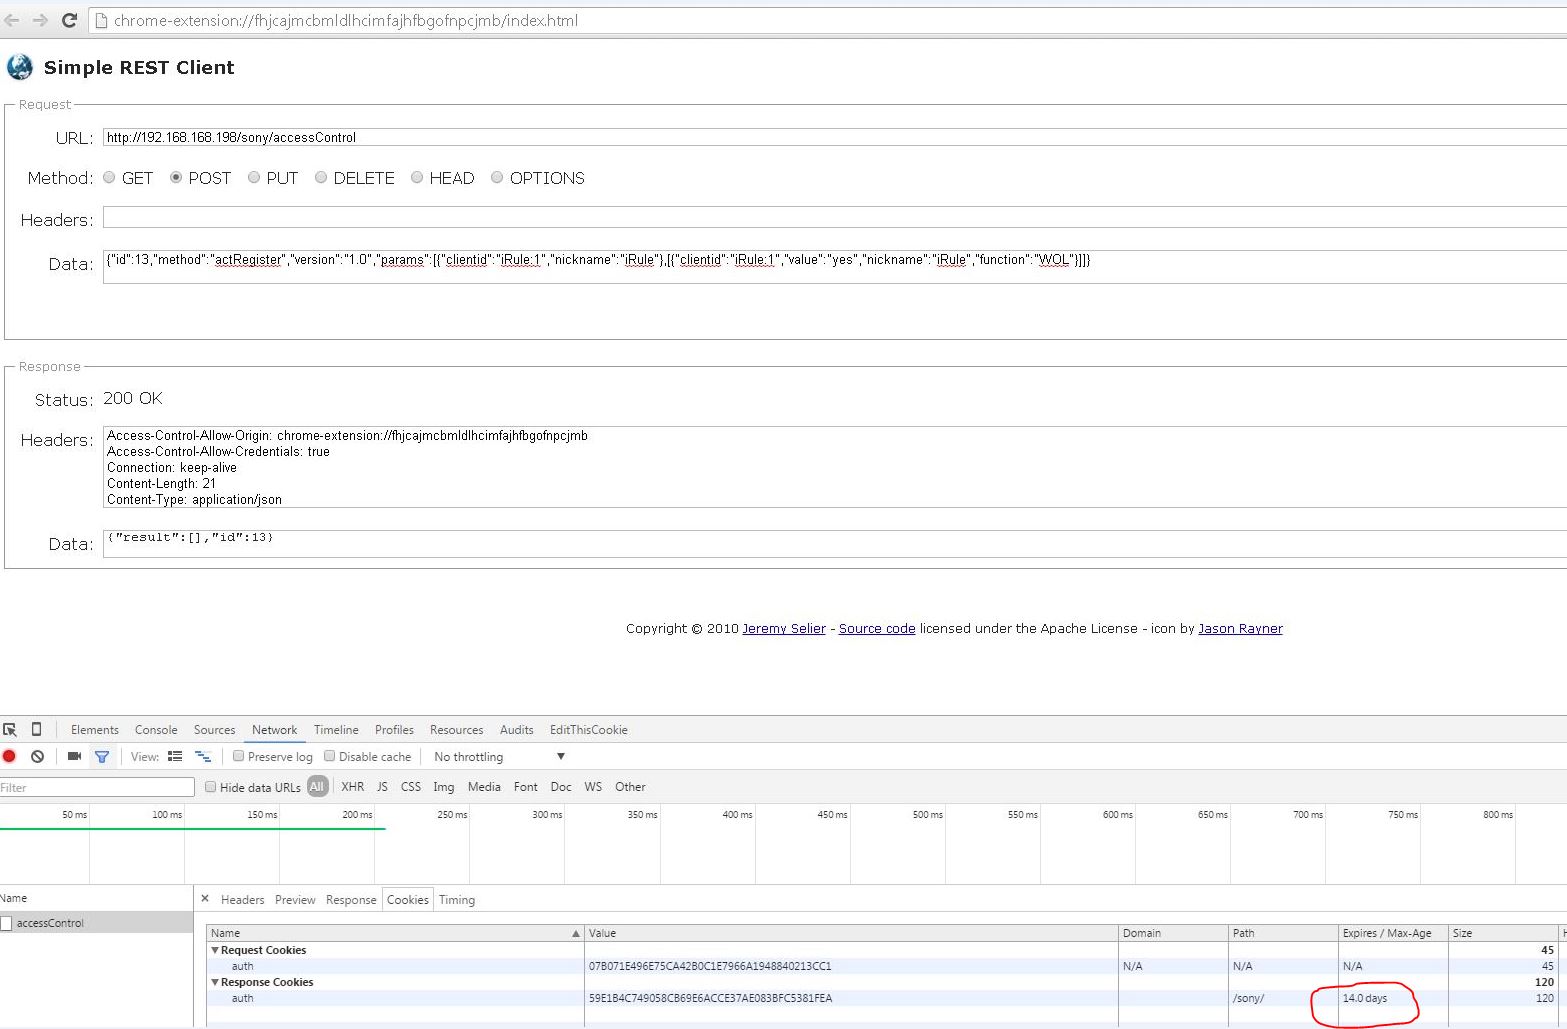 chrome-extension://fhjcajmcbmldlhcimfajhfbgofnpcjmb/index.html
Simple REST Client
Request
URL: http://192.168.168.198/sony/accessControl
Method: GET POST PUT DELETE HEAD OPTIONS
Headers:
Data: {"id":13,"method":"actRegister","version":"1.0","params":[{"clientid":"iRule:1","nickname":"iRule"},[{"clientid":"iRule:1","value":"yes","nickname":"iRule","function":"WOL"}]]}
Response
Status: 200 OK
Headers: Access-Control-Allow-Origin: chrome-extension://fhjcajmcbmldlhcimfajhfbgofnpcjmb
Access-Control-Allow-Credentials: true
Connection: keep-alive
Content-Length: 21
Content-Type: application/json
Data: {"result":[],"id":13}
Copyright © 2010 Jeremy Selier - Source code licensed under the Apache License - icon by Jason Rayner
Elements Console Sources Network Timeline Profiles Resources Audits EditThisCookie
View: Preserve log Disable cache No throttling
Filter Hide data URLs All XHR JS CSS Img Media Font Doc WS Other
50 ms 100 ms 150 ms 200 ms 250 ms 300 ms 350 ms 400 ms 450 ms 500 ms 550 ms 600 ms 650 ms 700 ms 750 ms 800 ms
Name × Headers Preview Response Cookies Timing
accessControl
Name Value Domain Path Expires / Max-Age Size H
Request Cookies 45
auth 07B071E496E75CA42B0C1E7966A1948840213CC1 N/A N/A N/A 45
Response Cookies 120
auth 59E1B4C749058CB69E6ACCE37AE083BFC5381FEA /sony/ 14.0 days 120